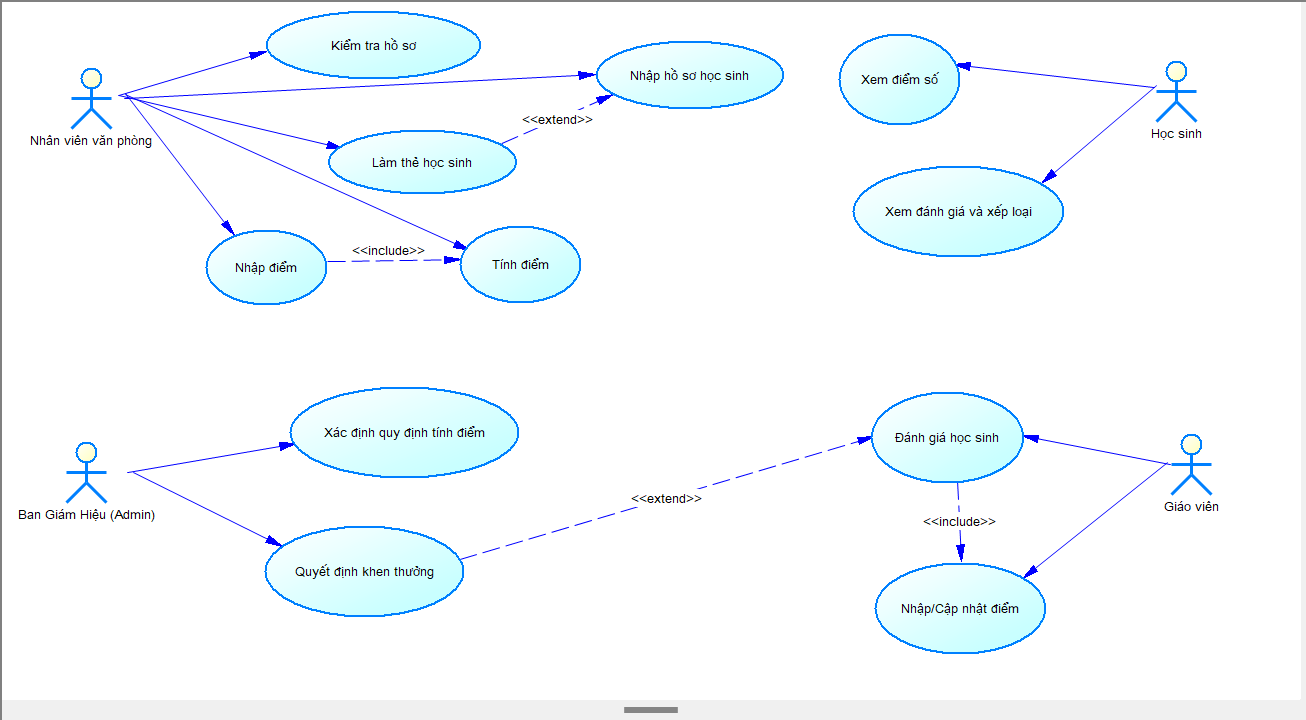 Kiểm tra hồ sơ
Nhập hồ sơ học sinh
Xem điểm số
<<extend>>
Nhân viên văn phòng
Học sinh
Làm thẻ học sinh
Xem đánh giá và xếp loại
<<include>>
Nhập điểm
Tính điểm
Xác định quy định tính điểm
Đánh giá học sinh
<<extend>>
Ban Giám Hiệu (Admin)
Giáo viên
<<include>>
Quyết định khen thưởng
Nhập/Cập nhật điểm